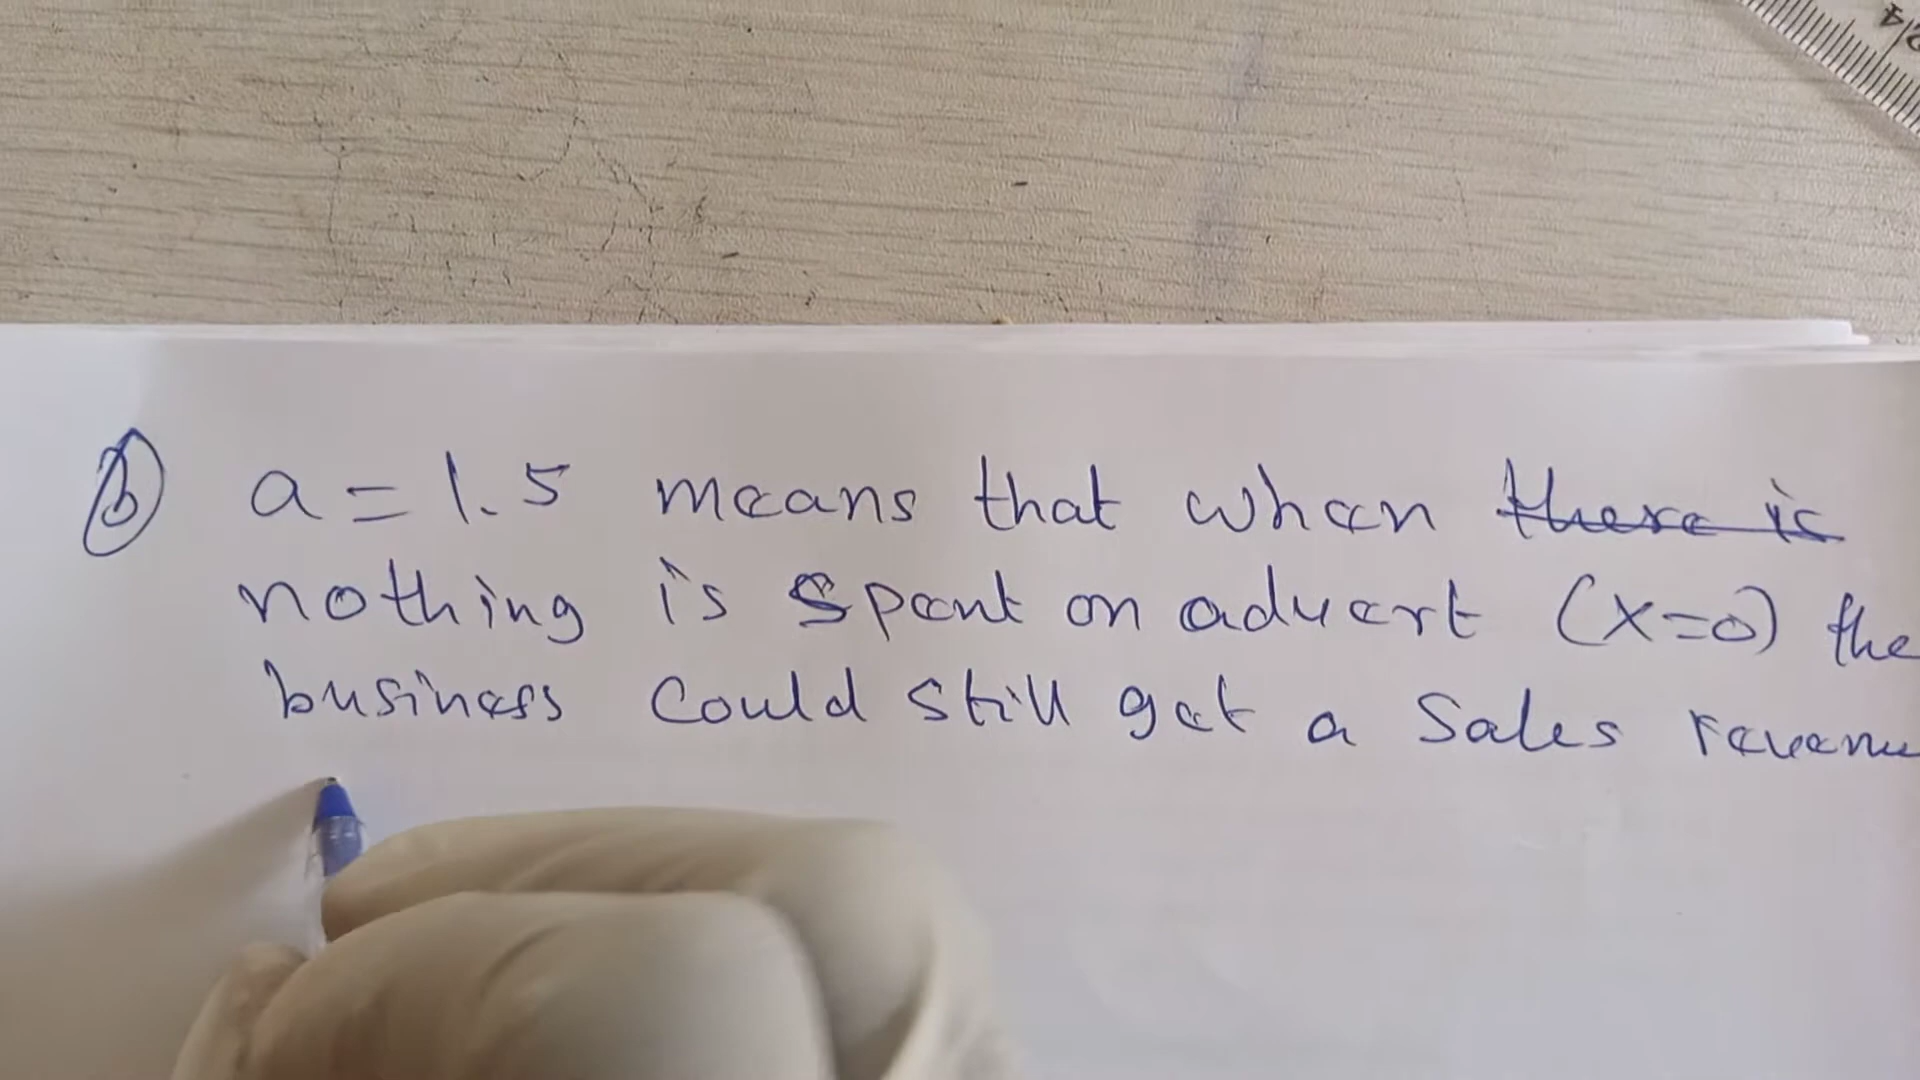 b a = 1.5 means that when there is
nothing is spent on advert (x=0) the
business could still get a Sales revenu